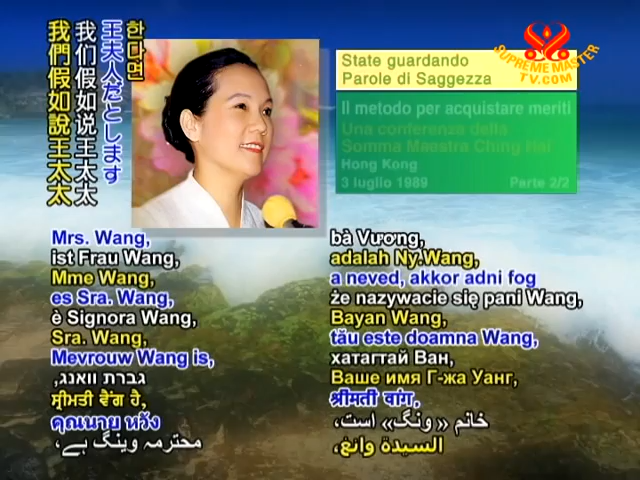 我們假如說王太太
我们假如说王太太
王夫人だとします
한다면
State guardando
Parole di Saggezza
SUPREME MASTER
TV.COM
Il metodo per acquistare meriti
Una conferenza della
Somma Maestra Ching Hai
Hong Kong
3 luglio 1989
Parte 2/2
Mrs. Wang,
ist Frau Wang,
Mme Wang,
es Sra. Wang,
è Signora Wang,
Sra. Wang,
Mevrouw Wang is,
גברת וואנג,
ਸ੍ਰੀਮਤੀ ਵੈਂਗ ਹੈ,
คุณนาย หวัง
محترمہ وینگ ہے،
bà Vương,
adalah Ny.Wang,
a neved, akkor adni fog
że nazywacie się pani Wang,
Bayan Wang,
tău este doamna Wang,
хатагтай Ван,
Ваше имя Г-жа Уанг,
श्रीमती वांग,
خانم «ونگ» است،
السيدة وانغ،